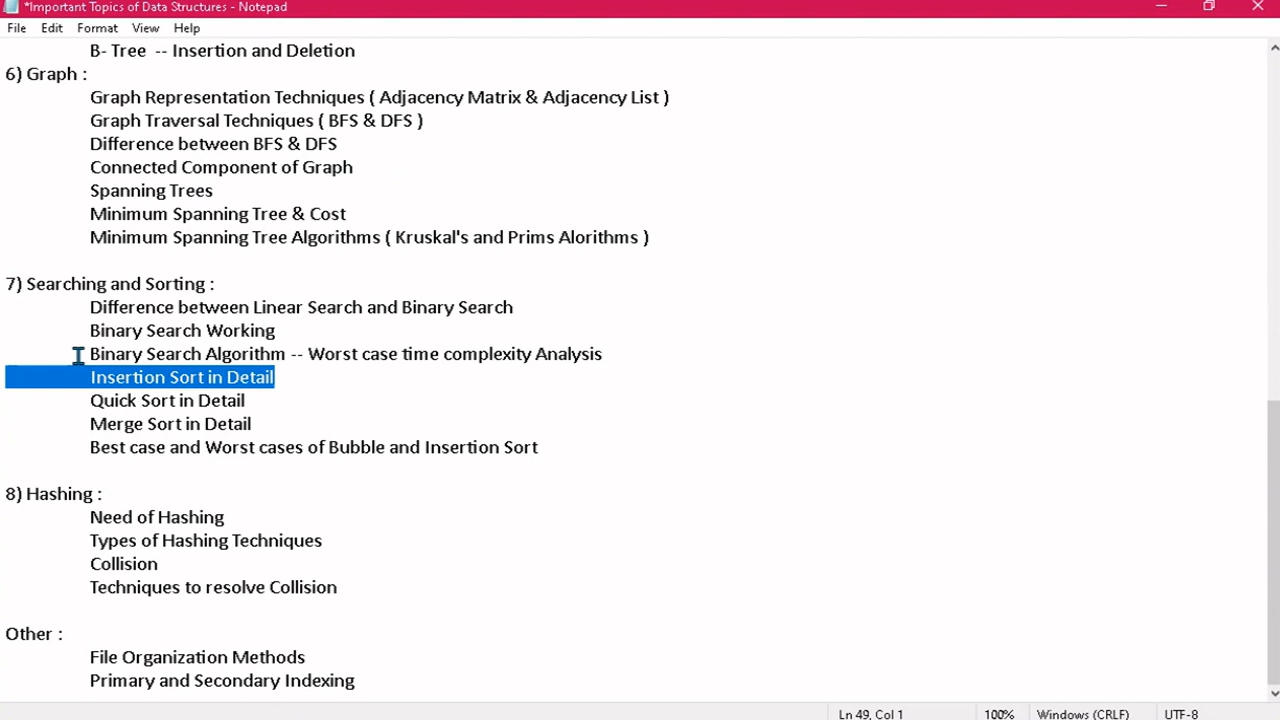 *Important Topics of Data Structures - Notepad
File Edit Format View Help
B- Tree -- Insertion and Deletion
6) Graph :
Graph Representation Techniques ( Adjacency Matrix & Adjacency List )
Graph Traversal Techniques ( BFS & DFS )
Difference between BFS & DFS
Connected Component of Graph
Spanning Trees
Minimum Spanning Tree & Cost
Minimum Spanning Tree Algorithms ( Kruskal's and Prims Alorithms )
7) Searching and Sorting :
Difference between Linear Search and Binary Search
Binary Search Working
Binary Search Algorithm -- Worst case time complexity Analysis
Insertion Sort in Detail
Quick Sort in Detail
Merge Sort in Detail
Best case and Worst cases of Bubble and Insertion Sort
8) Hashing :
Need of Hashing
Types of Hashing Techniques
Collision
Techniques to resolve Collision
Other :
File Organization Methods
Primary and Secondary Indexing
Ln 49, Col 1 100% Windows (CRLF) UTF-8